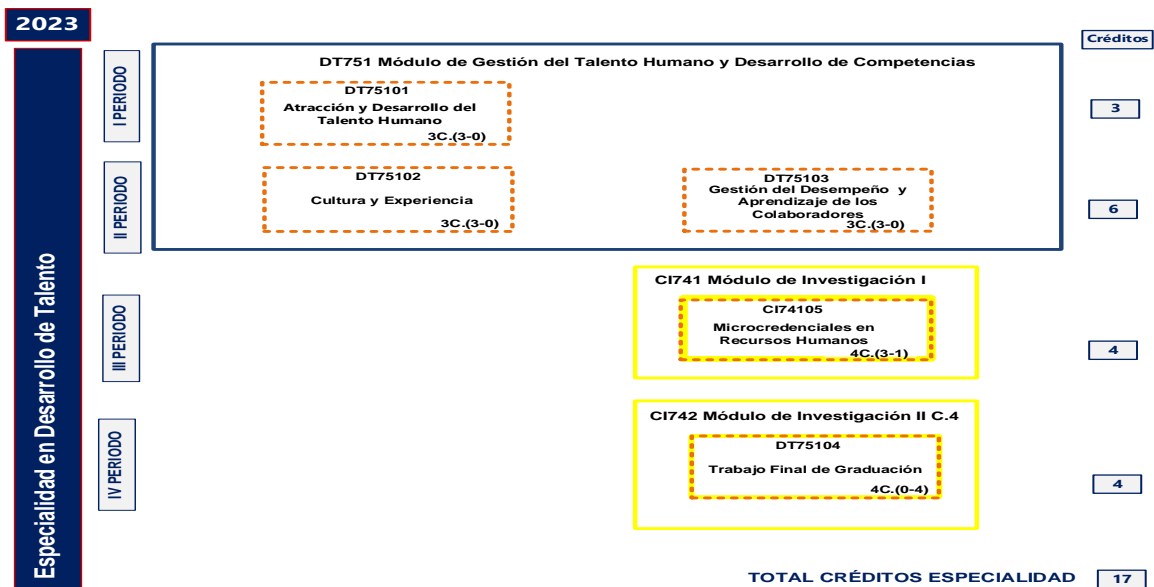 2023
Créditos
Especialidad en Desarrollo de Talento
DT751 Módulo de Gestión del Talento Humano y Desarrollo de Competencias
I PERIODO
DT75101
Atracción y Desarrollo del
Talento Humano
3C.(3-0)
3
II PERIODO
DT75102
Cultura y Experiencia
3C.(3-0)
DT75103
Gestión del Desempeño y
Aprendizaje de los
Colaboradores
3C.(3-0)
6
III PERIODO
CI741 Módulo de Investigación I
CI74105
Microcredenciales en
Recursos Humanos
4C.(3-1)
4
IV PERIODO
CI742 Módulo de Investigación II C.4
DT75104
Trabajo Final de Graduación
4C.(0-4)
4
TOTAL CRÉDITOS ESPECIALIDAD
17